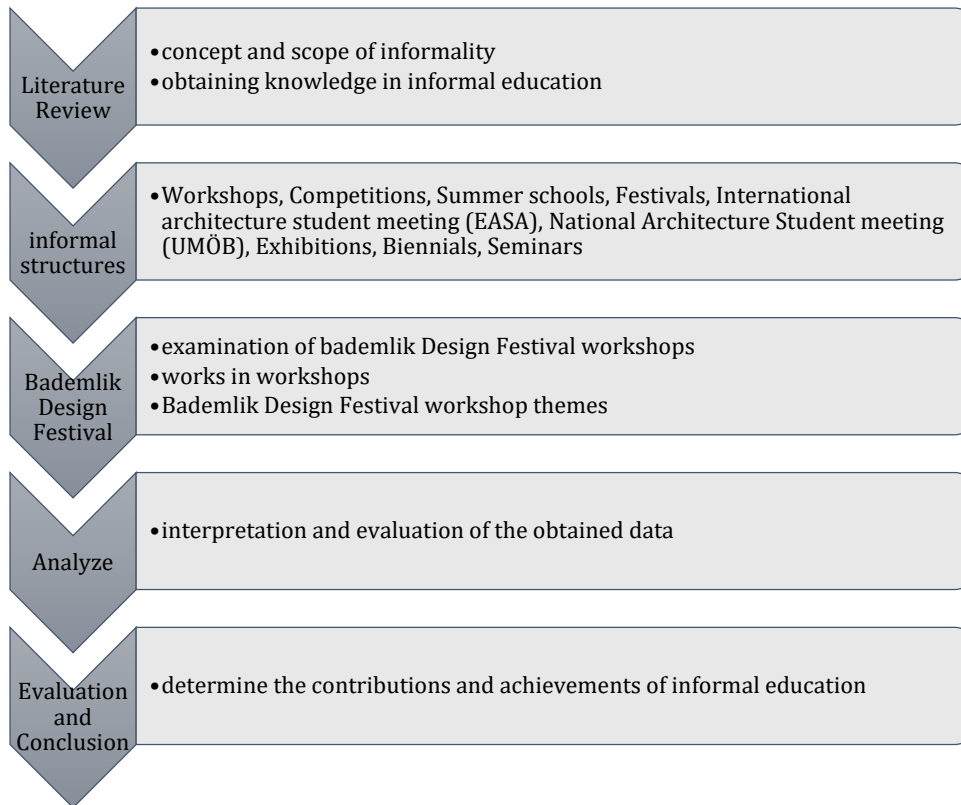 Literature
Review
•concept and scope of informality
•obtaining knowledge in informal education
informal
structures
•Workshops, Competitions, Summer schools, Festivals, International
architecture student meeting (EASA), National Architecture Student meeting
(UMÖB), Exhibitions, Biennials, Seminars
Bademlik
Design
Festival
•examination of bademlik Design Festival workshops
•works in workshops
•Bademlik Design Festival workshop themes
Analyze
•interpretation and evaluation of the obtained data
Evaluation
and
Conclusion
•determine the contributions and achievements of informal education